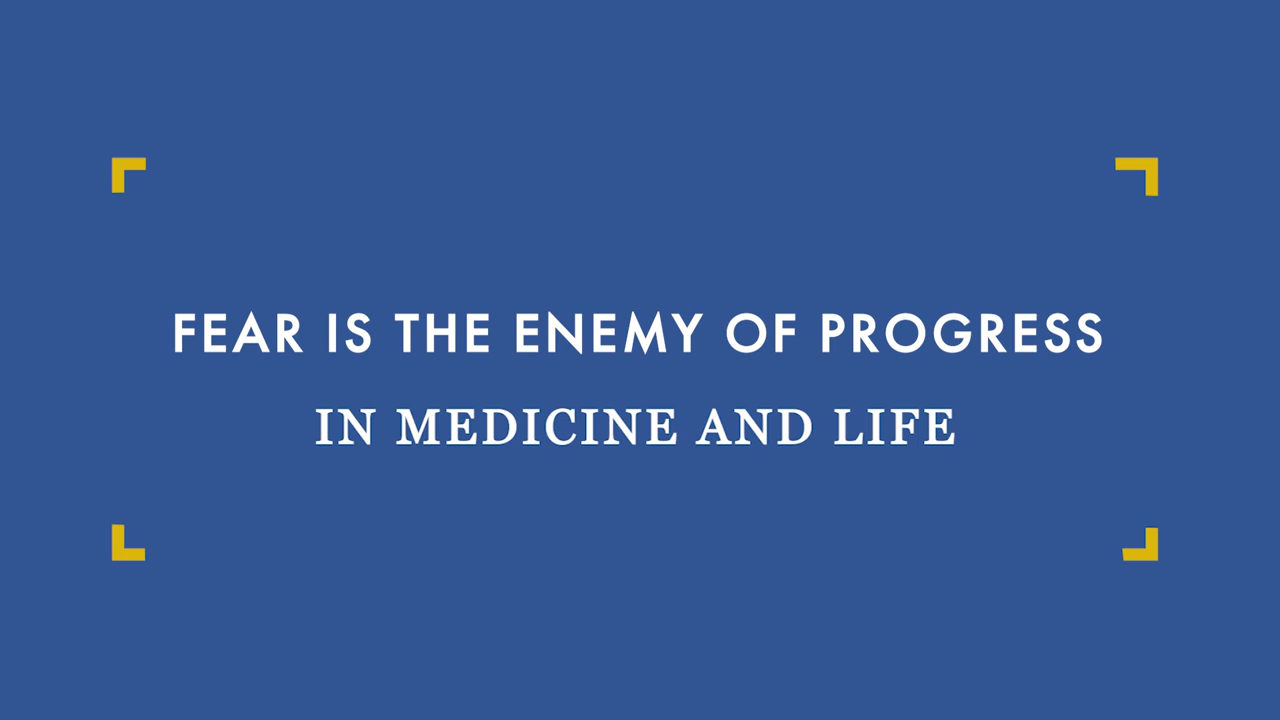 FEAR IS THE ENEMY OF PROGRESS
IN MEDICINE AND LIFE